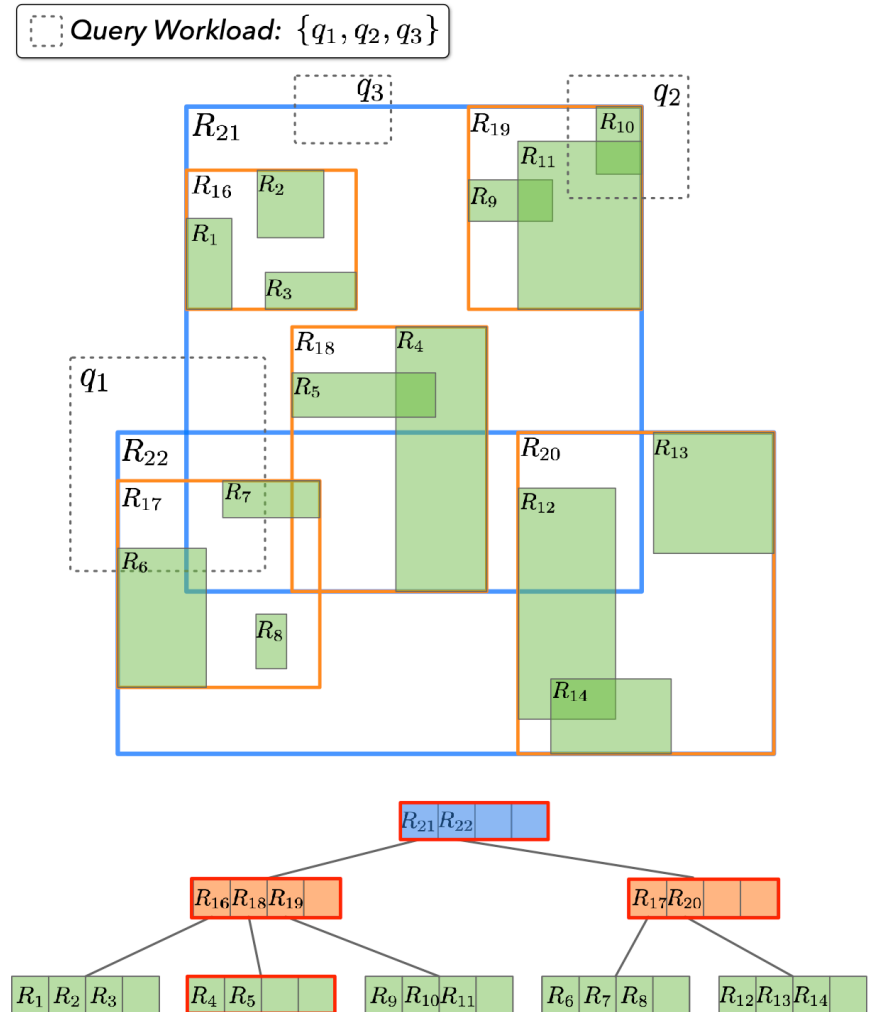 Query Workload: {q₁, q₂, q₃}
q₃
q₂
R₂₁
R₁₉
R₁₀
R₁₁
R₁₆
R₂
R₉
R₁
R₃
R₁₈
R₄
q₁
R₅
R₂₂
R₂₀
R₁₃
R₁₇
R₇
R₁₂
R₆
R₈
R₁₄
R₂₁ R₂₂
R₁₆ R₁₈ R₁₉
R₁₇ R₂₀
R₁ R₂ R₃
R₄ R₅
R₉ R₁₀ R₁₁
R₆ R₇ R₈
R₁₂ R₁₃ R₁₄